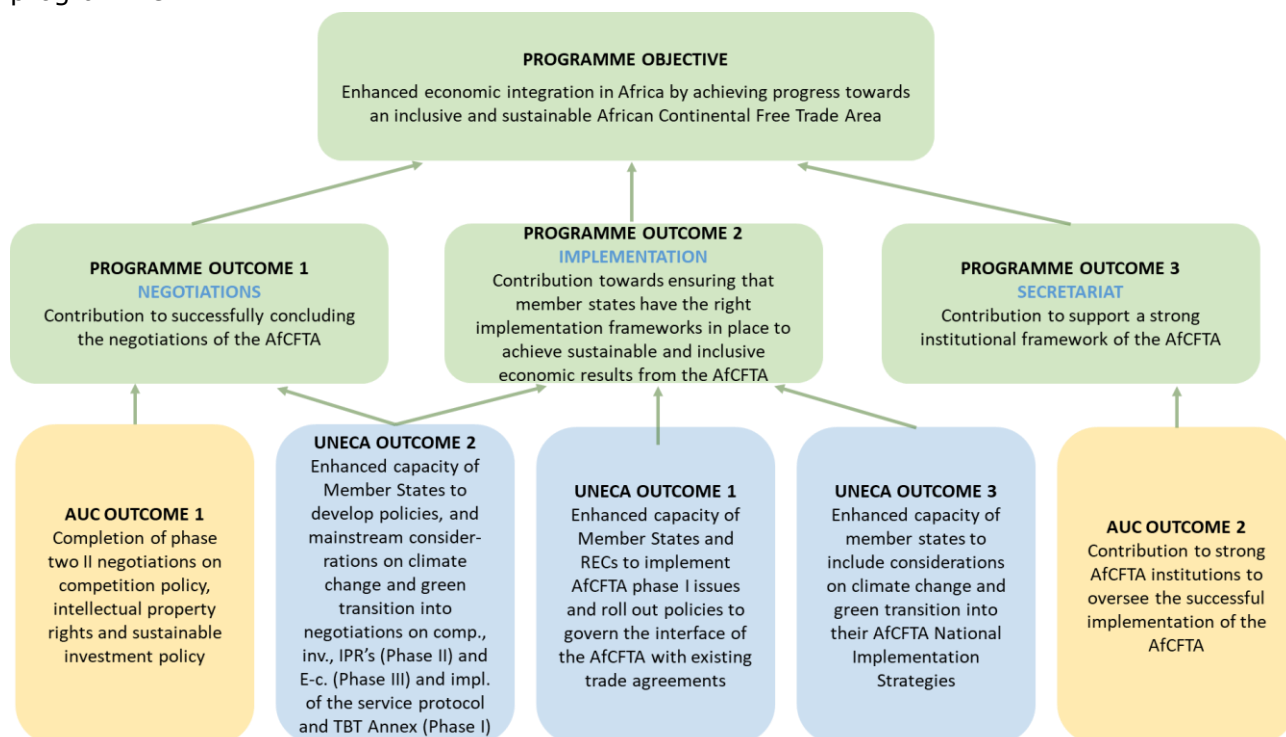 PROGRAMME OBJECTIVE
Enhanced economic integration in Africa by achieving progress towards
an inclusive and sustainable African Continental Free Trade Area
PROGRAMME OUTCOME 1
NEGOTIATIONS
Contribution to successfully concluding
the negotiations of the AfCFTA
PROGRAMME OUTCOME 2
IMPLEMENTATION
Contribution towards ensuring that
member states have the right
implementation frameworks in place to
achieve sustainable and inclusive
economic results from the AfCFTA
PROGRAMME OUTCOME 3
SECRETARIAT
Contribution to support a strong
institutional framework of the AfCFTA
AUC OUTCOME 1
Completion of phase
two II negotiations on
competition policy,
intellectual property
rights and sustainable
investment policy
UNECA OUTCOME 2
Enhanced capacity of
Member States to
develop policies, and
mainstream consider-
rations on climate
change and green
transition into
negotiations on comp.,
inv., IPR's (Phase II) and
E-c. (Phase III) and impl.
of the service protocol
and TBT Annex (Phase I)
UNECA OUTCOME 1
Enhanced capacity of
Member States and
RECs to implement
AfCFTA phase I issues
and roll out policies to
govern the interface of
the AfCFTA with existing
trade agreements
UNECA OUTCOME 3
Enhanced capacity of
member states to
include considerations
on climate change and
green transition into
their AfCFTA National
Implementation
Strategies
AUC OUTCOME 2
Contribution to strong
AfCFTA institutions to
oversee the successful
implementation of the
AfCFTA